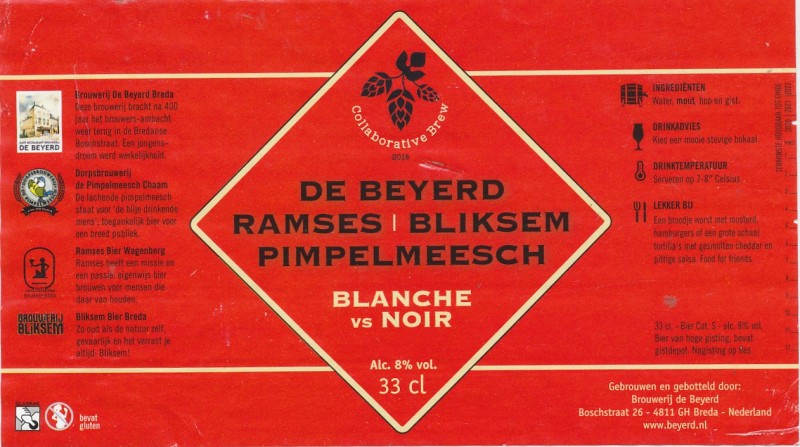 Brouwerij De Beyerd Breda
Deze brouwerij bracht na 400
jaar het brouwers-ambacht
weer terug in de Bredaanse
Boschstraat. Een jongens-
droom werd werkelijkheid.
DE BEYERD
Dorpsbrouwerij
de Pimpelmeesch Chaam
De lachende pimpelmeesch
staat voor 'de blije drinkende
mens', toegankelijk bier voor
een breed publiek.
Ramses Bier Wagenberg
Ramses heeft een missie en
een passie: eigenwijs bier
brouwen voor mensen die
daar van houden.
BROUWERIJ
BLIKSEM
Bliksem Bier Breda
Zo oud als de natuur zelf,
gevaarlijk en het verrast je
altijd: Bliksem!
bevat
gluten
Collaborative Brew
2016
DE BEYERD
RAMSES | BLIKSEM
PIMPELMEESCH
BLANCHE
VS NOIR
Alc. 8% vol.
33 cl
INGREDIËNTEN
Water, mout, hop en gist.
DRINKADVIES
Kies een mooie stevige bokaal.
DRINKTEMPERATUUR
Serveren op 7-8° Celsius.
LEKKER BIJ
Een broodje worst met mosterd,
hamburgers of een grote schaal
tortilla's met gesmolten cheddar en
pittige salsa. Food for friends.
33 cl. - Bier Cat. S - alc. 8% vol.
Bier van hoge gisting, bevat
gistdepot. Nagisting op fles.
Gebrouwen en gebotteld door:
Brouwerij de Beyerd
Boschstraat 26 - 4811 GH Breda - Nederland
www.beyerd.nl